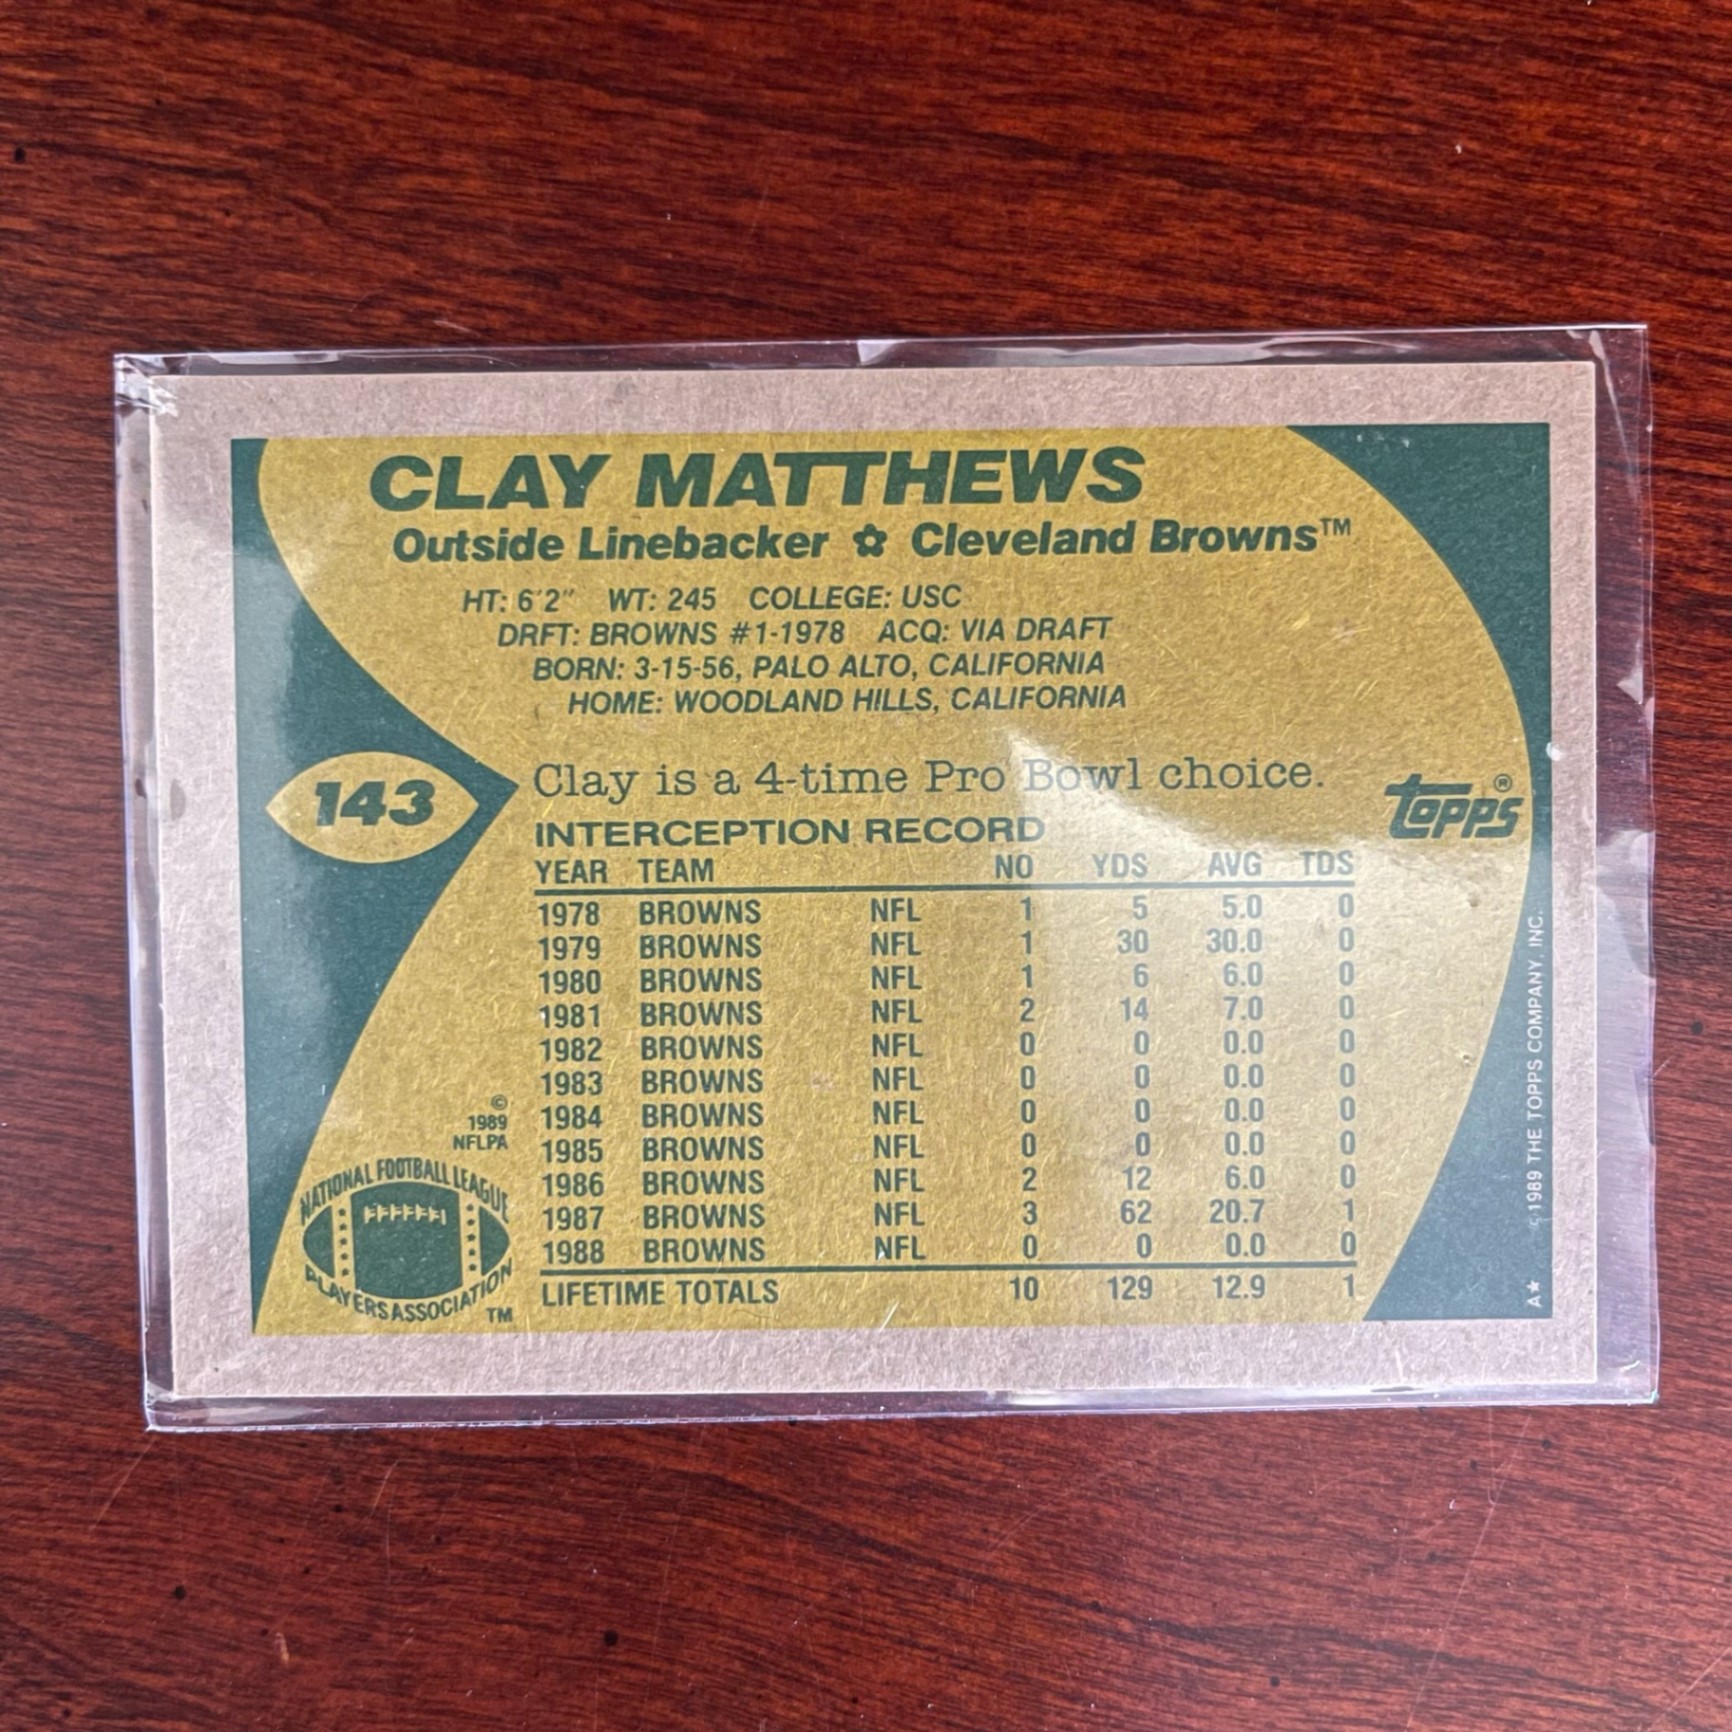 CLAY MATTHEWS
Outside Linebacker ✿ Cleveland Browns™
HT: 6'2" WT: 245 COLLEGE: USC
DRFT: BROWNS #1-1978 ACQ: VIA DRAFT
BORN: 3-15-56, PALO ALTO, CALIFORNIA
HOME: WOODLAND HILLS, CALIFORNIA
143
Clay is a 4-time Pro Bowl choice.
topps®
INTERCEPTION RECORD
YEAR TEAM NO YDS AVG TDS
1978 BROWNS NFL 1 5 5.0 0
1979 BROWNS NFL 1 30 30.0 0
1980 BROWNS NFL 1 6 6.0 0
1981 BROWNS NFL 2 14 7.0 0
1982 BROWNS NFL 0 0 0.0 0
1983 BROWNS NFL 0 0 0.0 0
1984 BROWNS NFL 0 0 0.0 0
1985 BROWNS NFL 0 0 0.0 0
1986 BROWNS NFL 2 12 6.0 0
1987 BROWNS NFL 3 62 20.7 1
1988 BROWNS NFL 0 0 0.0 0
LIFETIME TOTALS 10 129 12.9 1
©
1989
NFLPA
NATIONAL FOOTBALL LEAGUE
PLAYERS ASSOCIATION
TM
A★ ©1989 THE TOPPS COMPANY, INC.